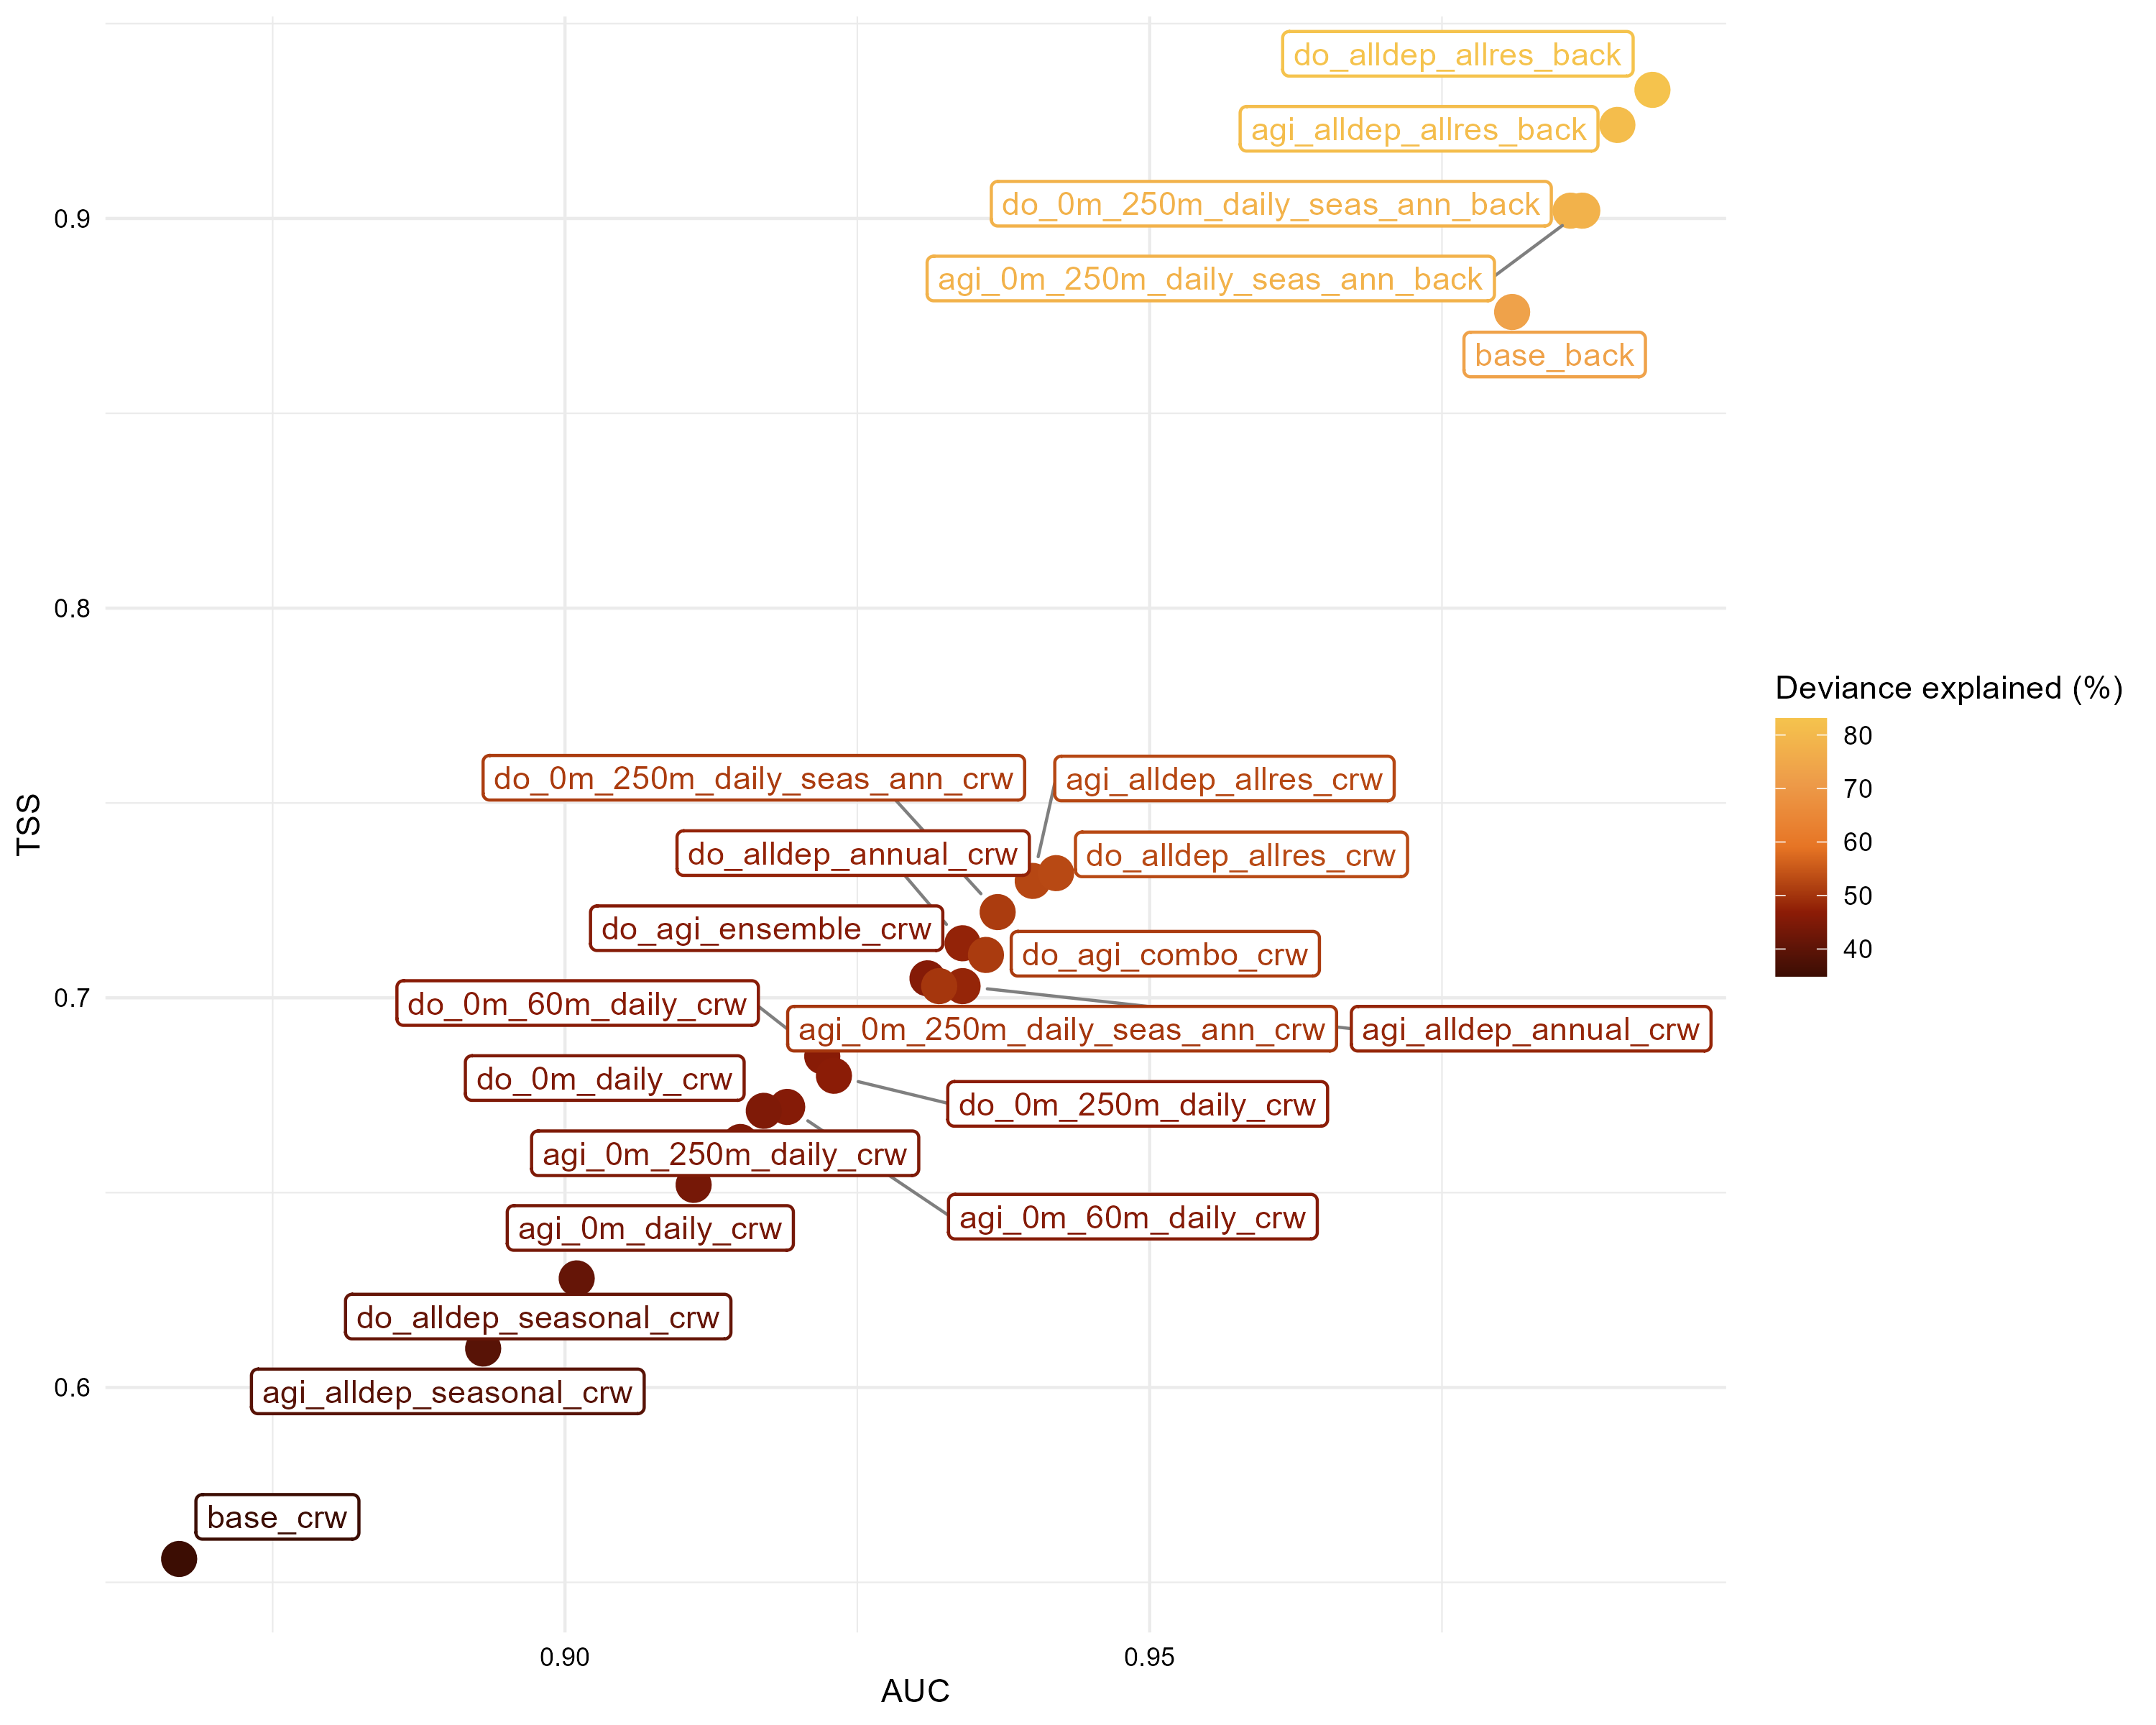 do_alldep_allres_back
agi_alldep_allres_back
do_0m_250m_daily_seas_ann_back
agi_0m_250m_daily_seas_ann_back
base_back
do_0m_250m_daily_seas_ann_crw
agi_alldep_allres_crw
do_alldep_annual_crw
do_alldep_allres_crw
do_agi_ensemble_crw
do_agi_combo_crw
do_0m_60m_daily_crw
agi_0m_250m_daily_seas_ann_crw
agi_alldep_annual_crw
do_0m_daily_crw
do_0m_250m_daily_crw
agi_0m_250m_daily_crw
agi_0m_daily_crw
agi_0m_60m_daily_crw
do_alldep_seasonal_crw
agi_alldep_seasonal_crw
base_crw
0.9
0.8
0.7
0.6
TSS
0.90
0.95
AUC
Deviance explained (%)
80
70
60
50
40